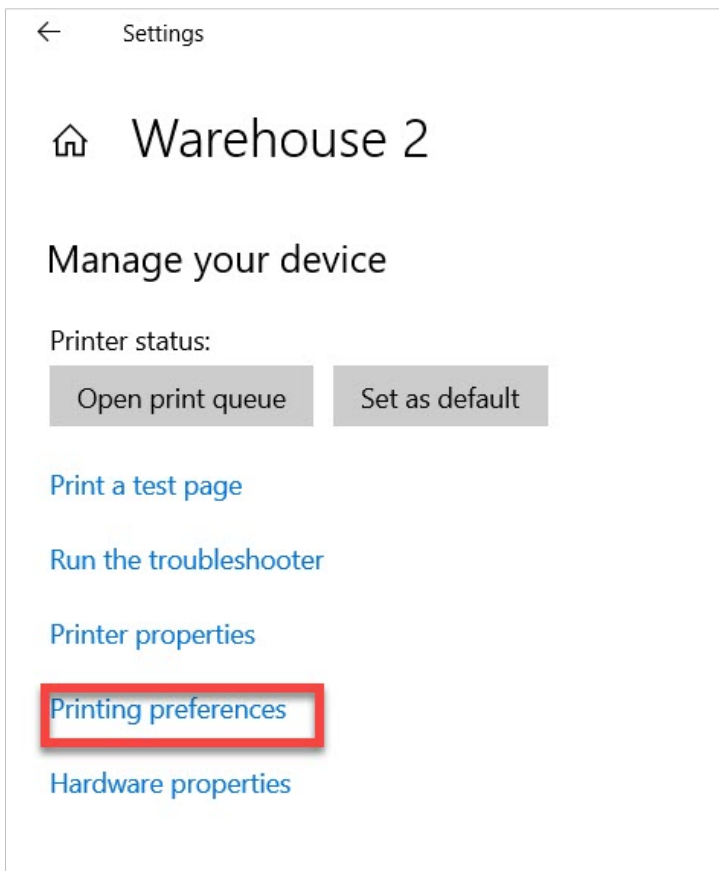 Settings
Warehouse 2
Manage your device
Printer status:
Open print queue Set as default
Print a test page
Run the troubleshooter
Printer properties
Printing preferences
Hardware properties